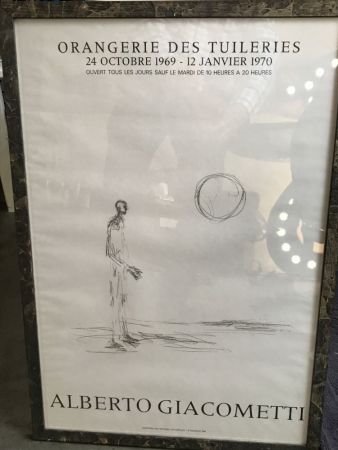 ORANGERIE DES TUILERIES
24 OCTOBRE 1969 - 12 JANVIER 1970
OUVERT TOUS LES JOURS SAUF LE MARDI DE 10 HEURES A 20 HEURES
ALBERTO GIACOMETTI